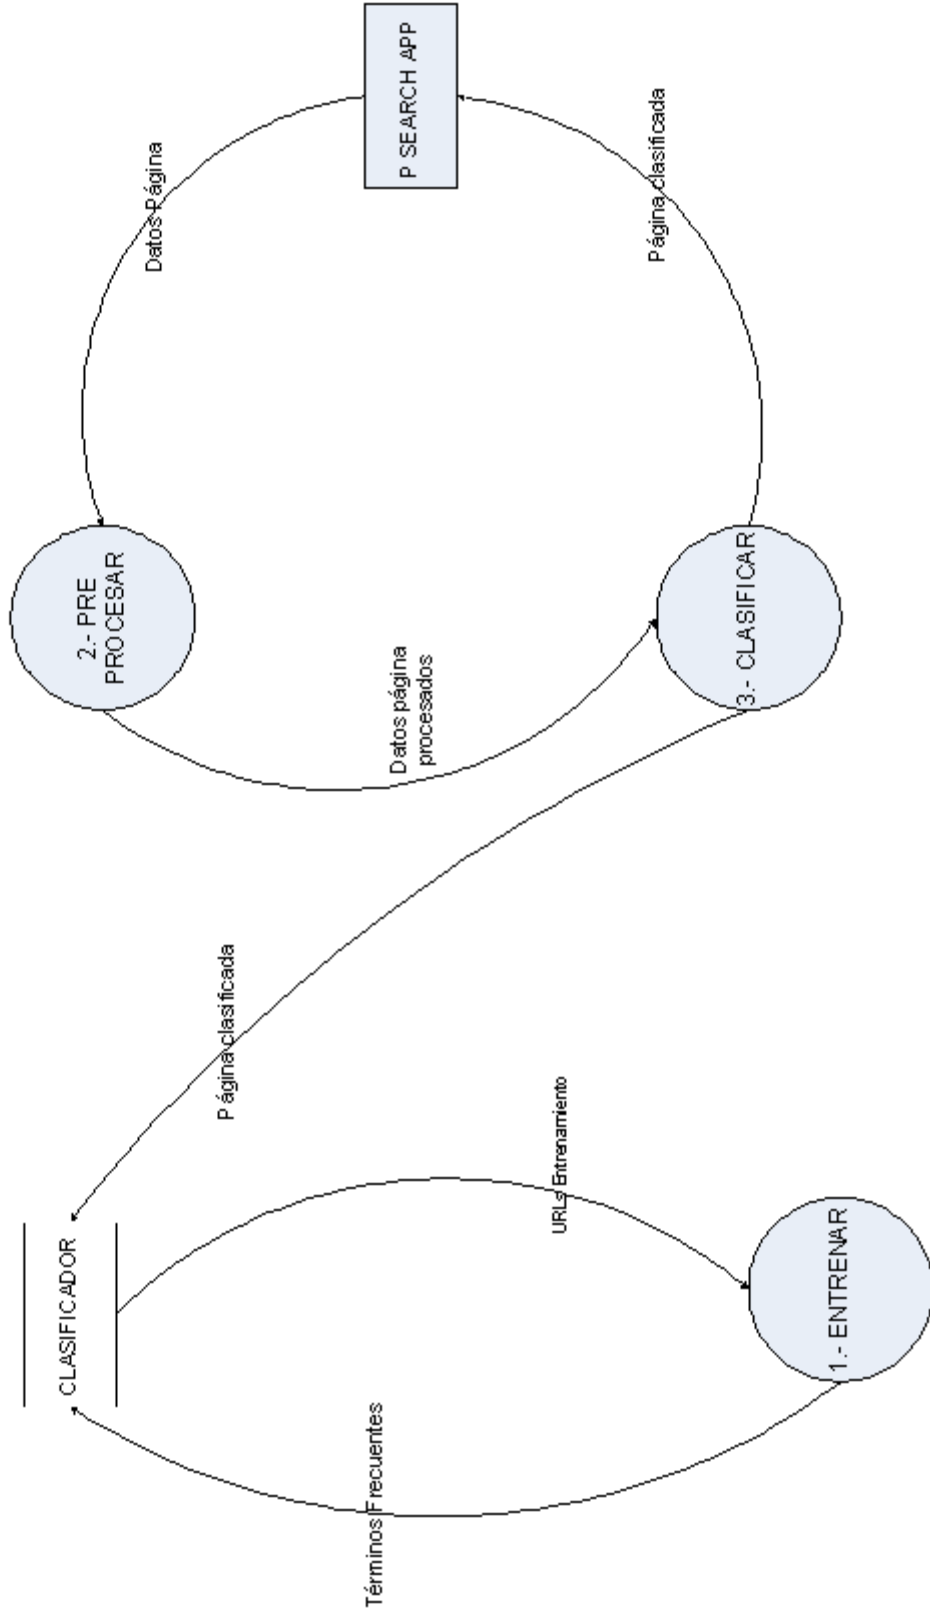 CLASIFICADOR
2.- PRE
PROCESAR
Datos Página
Términos Frecuentes
Página clasificada
Datos página
procesados
P SEARCH APP
URLs Entrenamiento
Página clasificada
1.- ENTRENAR
3.- CLASIFICAR